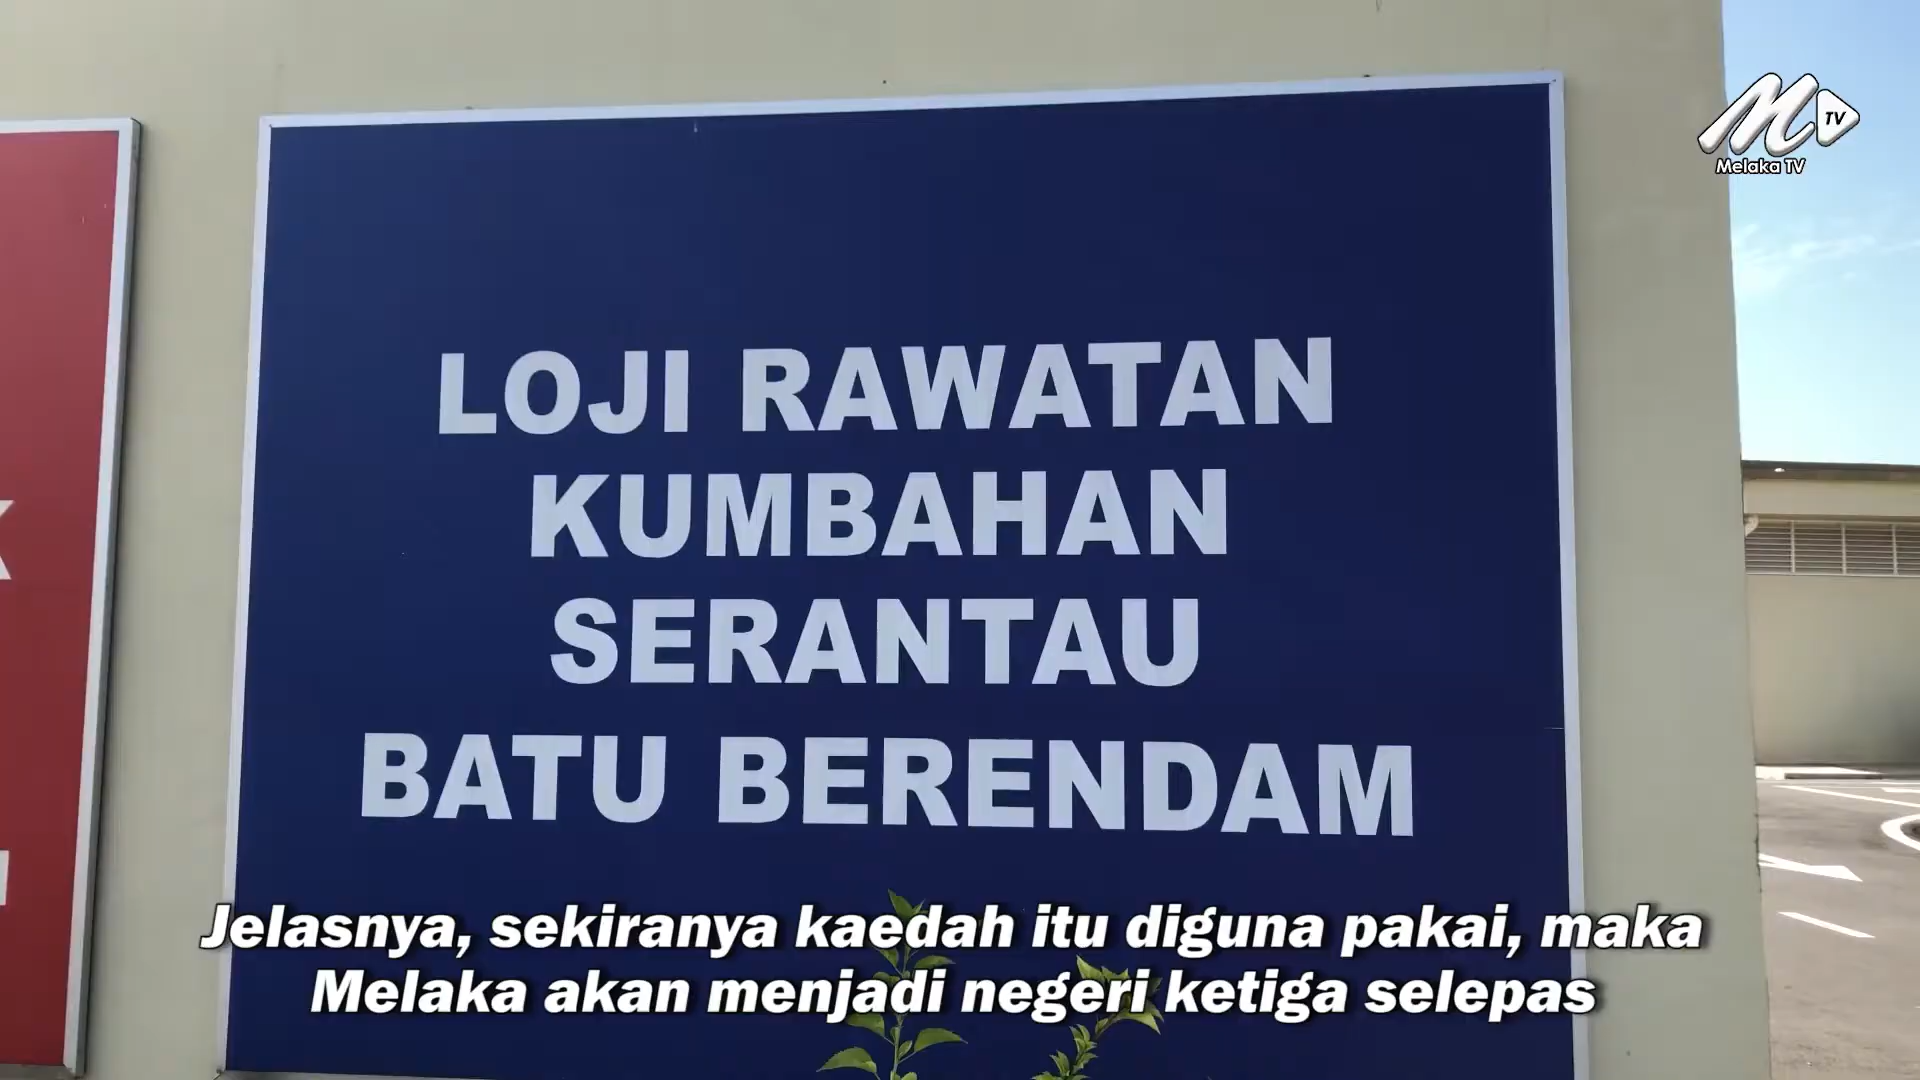 TV
Melaka TV
LOJI RAWATAN
KUMBAHAN
SERANTAU
BATU BERENDAM
Jelasnya, sekiranya kaedah itu diguna pakai, maka
Melaka akan menjadi negeri ketiga selepas